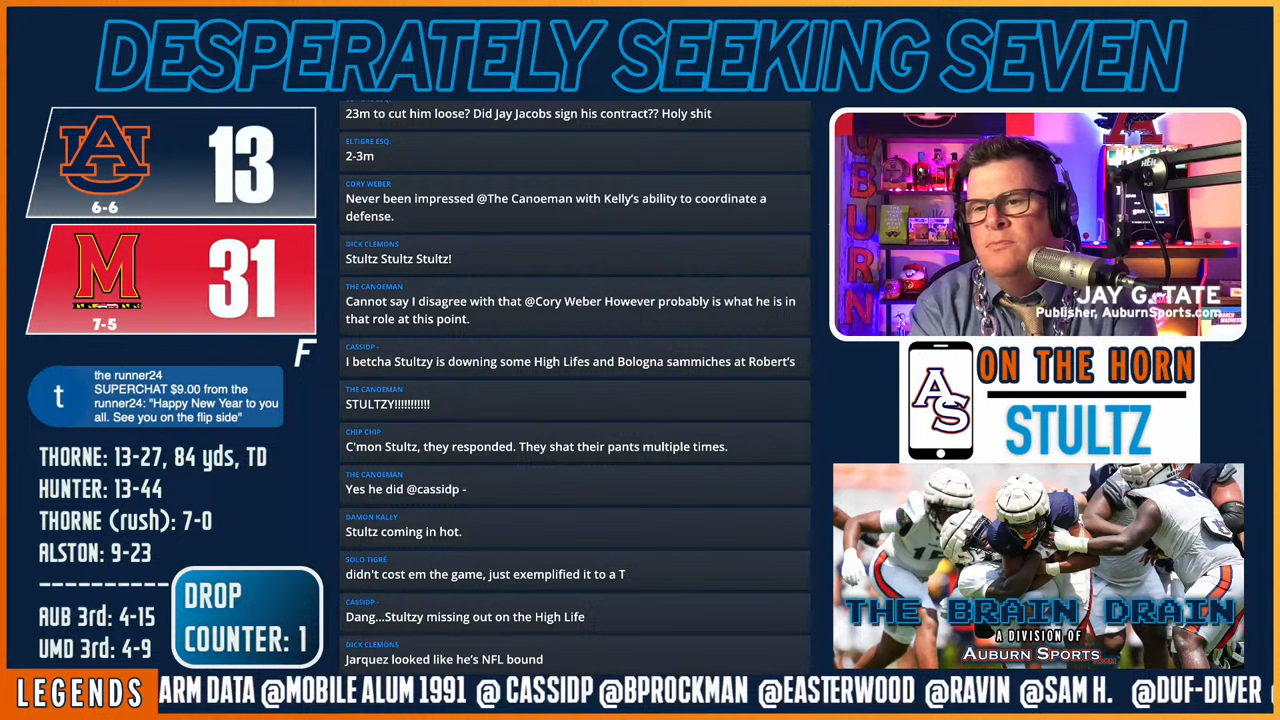 DESPERATELY SEEKING SEVEN
AU
13
6-6
M
31
7-5
F
t
the runner24
SUPERCHAT $9.00 from the
runner24: "Happy New Year to you
all. See you on the flip side"
THORNE: 13-27, 84 yds, TD
HUNTER: 13-44
THORNE (rush): 7-0
ALSTON: 9-23
----------
AUB 3rd: 4-15
UMD 3rd: 4-9
DROP
COUNTER: 1
23m to cut him loose? Did Jay Jacobs sign his contract?? Holy shit
ELTIGRE ESQ.
2-3m
CORY WEBER
Never been impressed @The Canoeman with Kelly's ability to coordinate a
defense.
DICK CLEMONS
Stultz Stultz Stultz!
THE CANOEMAN
Cannot say I disagree with that @Cory Weber However probably is what he is in
that role at this point.
CASSIDP -
I betcha Stultzy is downing some High Lifes and Bologna sammiches at Robert's
THE CANOEMAN
STULTZY!!!!!!!!!!!
CHIP CHIP
C'mon Stultz, they responded. They shat their pants multiple times.
THE CANOEMAN
Yes he did @cassidp -
DAMON KALEY
Stultz coming in hot.
SOLO TIGRE
didn't cost em the game, just exemplified it to a T
CASSIDP -
Dang...Stultzy missing out on the High Life
DICK CLEMONS
Jarquez looked like he's NFL bound
JAY G. TATE
Publisher, AuburnSports.com
AS
ON THE HORN
STULTZ
THE BRAIN DRAIN
A DIVISION OF
AUBURN SPORTS
LEGENDS
ARM DATA @MOBILE ALUM 1991 @ CASSIDP @BPROCKMAN @EASTERWOOD @RAVIN @SAM H. @DUF-DIVER